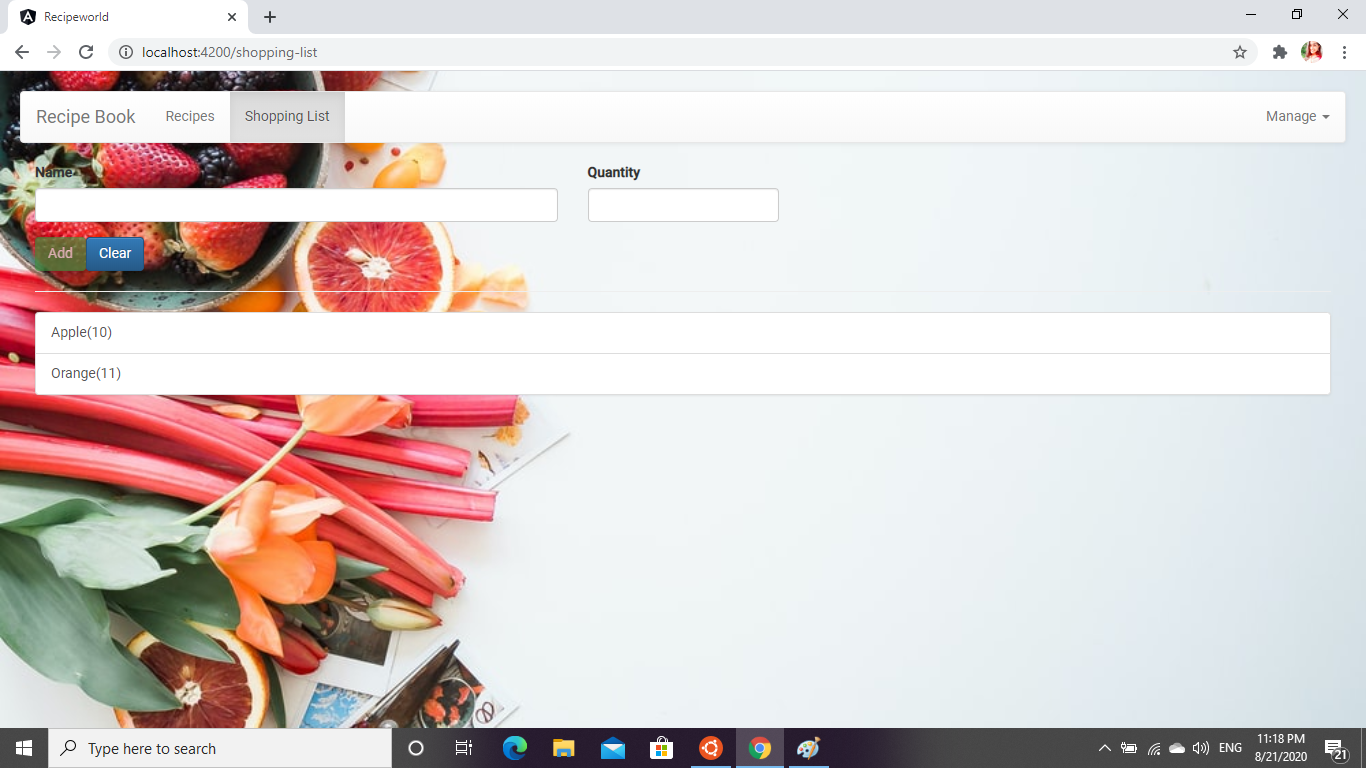 Recipeworld
localhost:4200/shopping-list
Recipe Book Recipes Shopping List Manage
Name Quantity
Add Clear
Apple(10)
Orange(11)
Type here to search
ENG
11:18 PM
8/21/2020
21